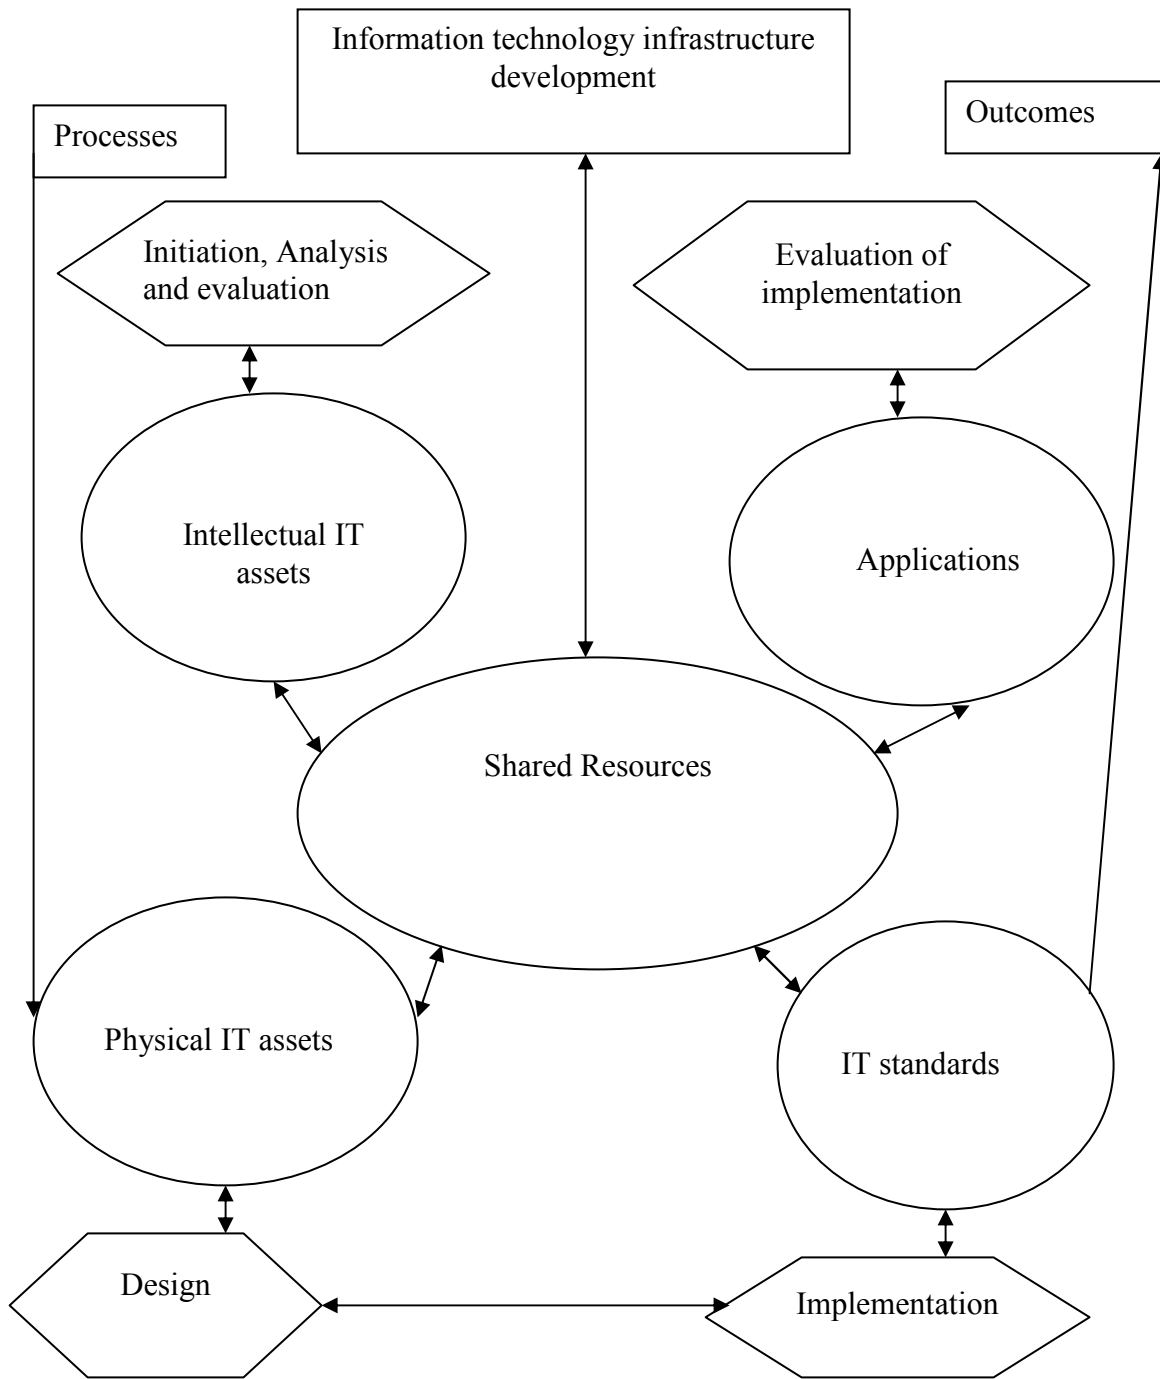 Information technology infrastructure
development
Outcomes
Processes
Initiation, Analysis
and evaluation
Evaluation of
implementation
Intellectual IT
assets
Applications
Shared Resources
Physical IT assets
IT standards
Design
Implementation